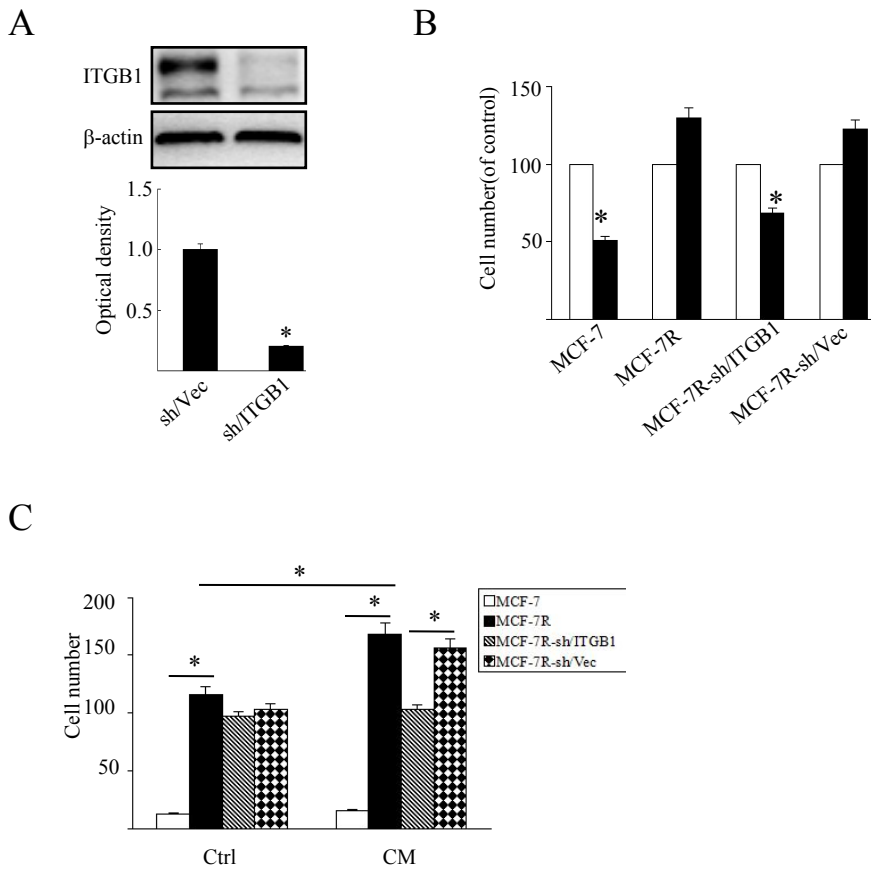 A
ITGB1
β-actin
1.5
1.0
0.5
Optical density
*
sh/Vec
sh/ITGB1
B
150
100
50
Cell number(of control)
*
*
MCF-7
MCF-7R
MCF-7R-sh/ITGB1
MCF-7R-sh/Vec
C
200
150
100
50
Cell number
*
*
*
*
Ctrl
CM
MCF-7
MCF-7R
MCF-7R-sh/ITGB1
MCF-7R-sh/Vec